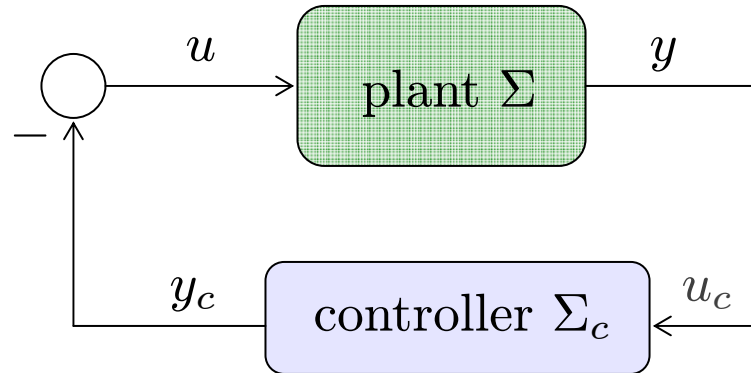 u
plant Σ
y
−
y_c
controller Σ_c
u_c